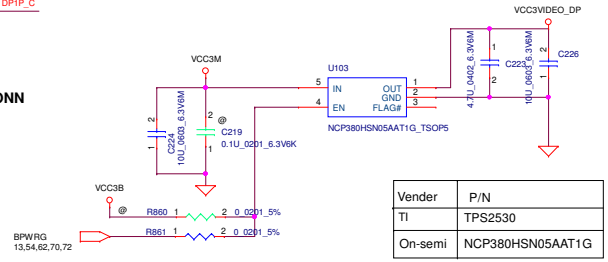 DP1P_C
VCC3VIDEO_DP
VCC3M
ONN
U103
5 IN OUT 1
GND 2
4 EN FLAG# 3
NCP380HSN05AAT1G_TSOP5
1
2
C223
4.7U_0402_6.3V6M
2
1
C226
10U_0603_6.3V6M
2
1
C224
10U_0603_6.3V6M
2
1
@
C219
0.1U_0201_6.3V6K
VCC3B
@
R860 1 2 0_0201_5%
R861 1 2 0_0201_5%
BPWRG
13,54,62,70,72
Vender P/N
TI TPS2530
On-semi NCP380HSN05AAT1G